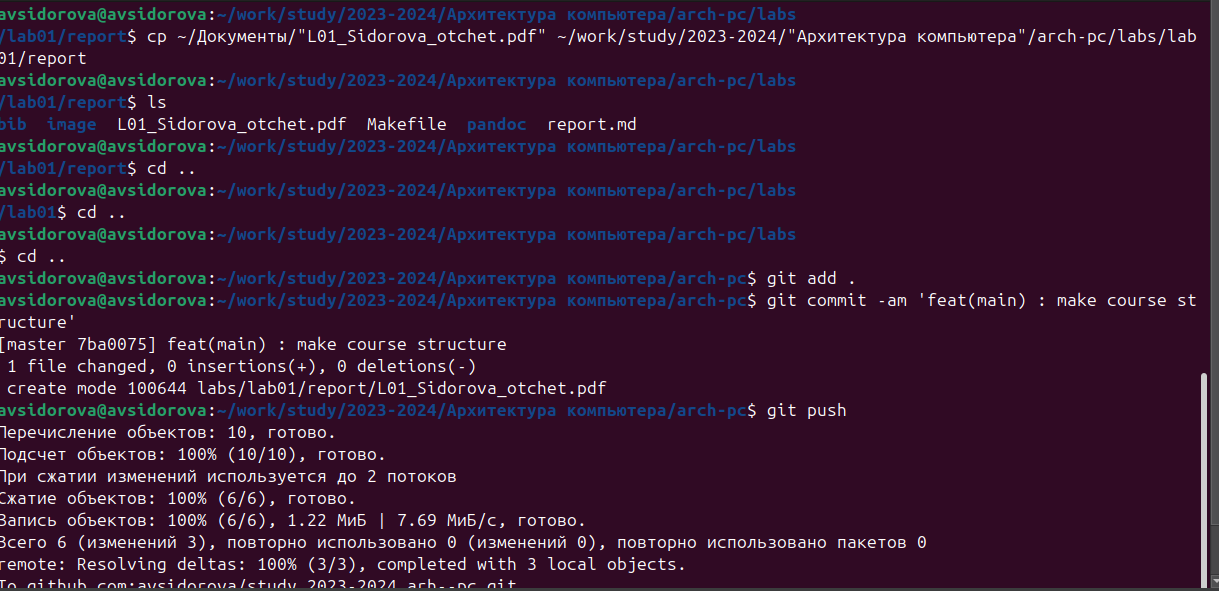 avsidorova@avsidorova:~/work/study/2023-2024/Архитектура компьютера/arch-pc/labs
/lab01/report$ cp ~/Документы/"L01_Sidorova_otchet.pdf" ~/work/study/2023-2024/"Архитектура компьютера"/arch-pc/labs/lab
01/report
avsidorova@avsidorova:~/work/study/2023-2024/Архитектура компьютера/arch-pc/labs
/lab01/report$ ls
bib  image  L01_Sidorova_otchet.pdf  Makefile  pandoc  report.md
avsidorova@avsidorova:~/work/study/2023-2024/Архитектура компьютера/arch-pc/labs
/lab01/report$ cd ..
avsidorova@avsidorova:~/work/study/2023-2024/Архитектура компьютера/arch-pc/labs
/lab01$ cd ..
avsidorova@avsidorova:~/work/study/2023-2024/Архитектура компьютера/arch-pc/labs
$ cd ..
avsidorova@avsidorova:~/work/study/2023-2024/Архитектура компьютера/arch-pc$ git add .
avsidorova@avsidorova:~/work/study/2023-2024/Архитектура компьютера/arch-pc$ git commit -am 'feat(main) : make course st
ructure'
[master 7ba0075] feat(main) : make course structure
 1 file changed, 0 insertions(+), 0 deletions(-)
 create mode 100644 labs/lab01/report/L01_Sidorova_otchet.pdf
avsidorova@avsidorova:~/work/study/2023-2024/Архитектура компьютера/arch-pc$ git push
Перечисление объектов: 10, готово.
Подсчет объектов: 100% (10/10), готово.
При сжатии изменений используется до 2 потоков
Сжатие объектов: 100% (6/6), готово.
Запись объектов: 100% (6/6), 1.22 МиБ | 7.69 МиБ/с, готово.
Всего 6 (изменений 3), повторно использовано 0 (изменений 0), повторно использовано пакетов 0
remote: Resolving deltas: 100% (3/3), completed with 3 local objects.
To github.com:avsidorova/study_2023-2024_arh--pc.git